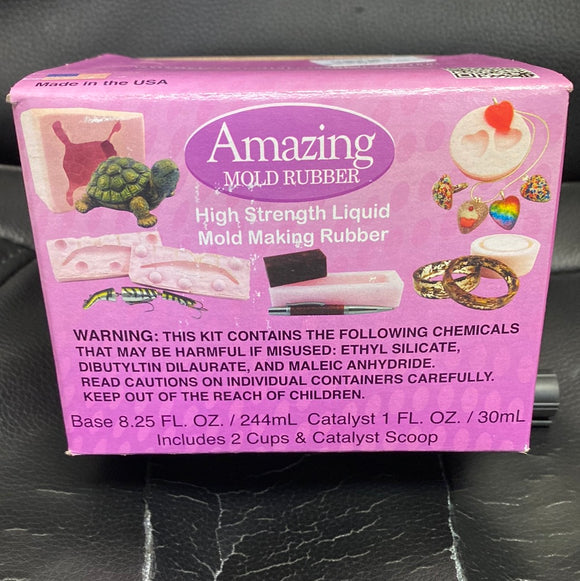 Made in the USA
Amazing
MOLD RUBBER
High Strength Liquid
Mold Making Rubber
WARNING: THIS KIT CONTAINS THE FOLLOWING CHEMICALS
THAT MAY BE HARMFUL IF MISUSED: ETHYL SILICATE,
DIBUTYLTIN DILAURATE, AND MALEIC ANHYDRIDE.
READ CAUTIONS ON INDIVIDUAL CONTAINERS CAREFULLY.
KEEP OUT OF THE REACH OF CHILDREN.
Base 8.25 FL. OZ. / 244mL Catalyst 1 FL. OZ. / 30mL
Includes 2 Cups & Catalyst Scoop